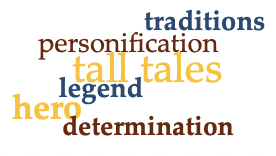 traditions
personification
tall tales
legend
hero
determination